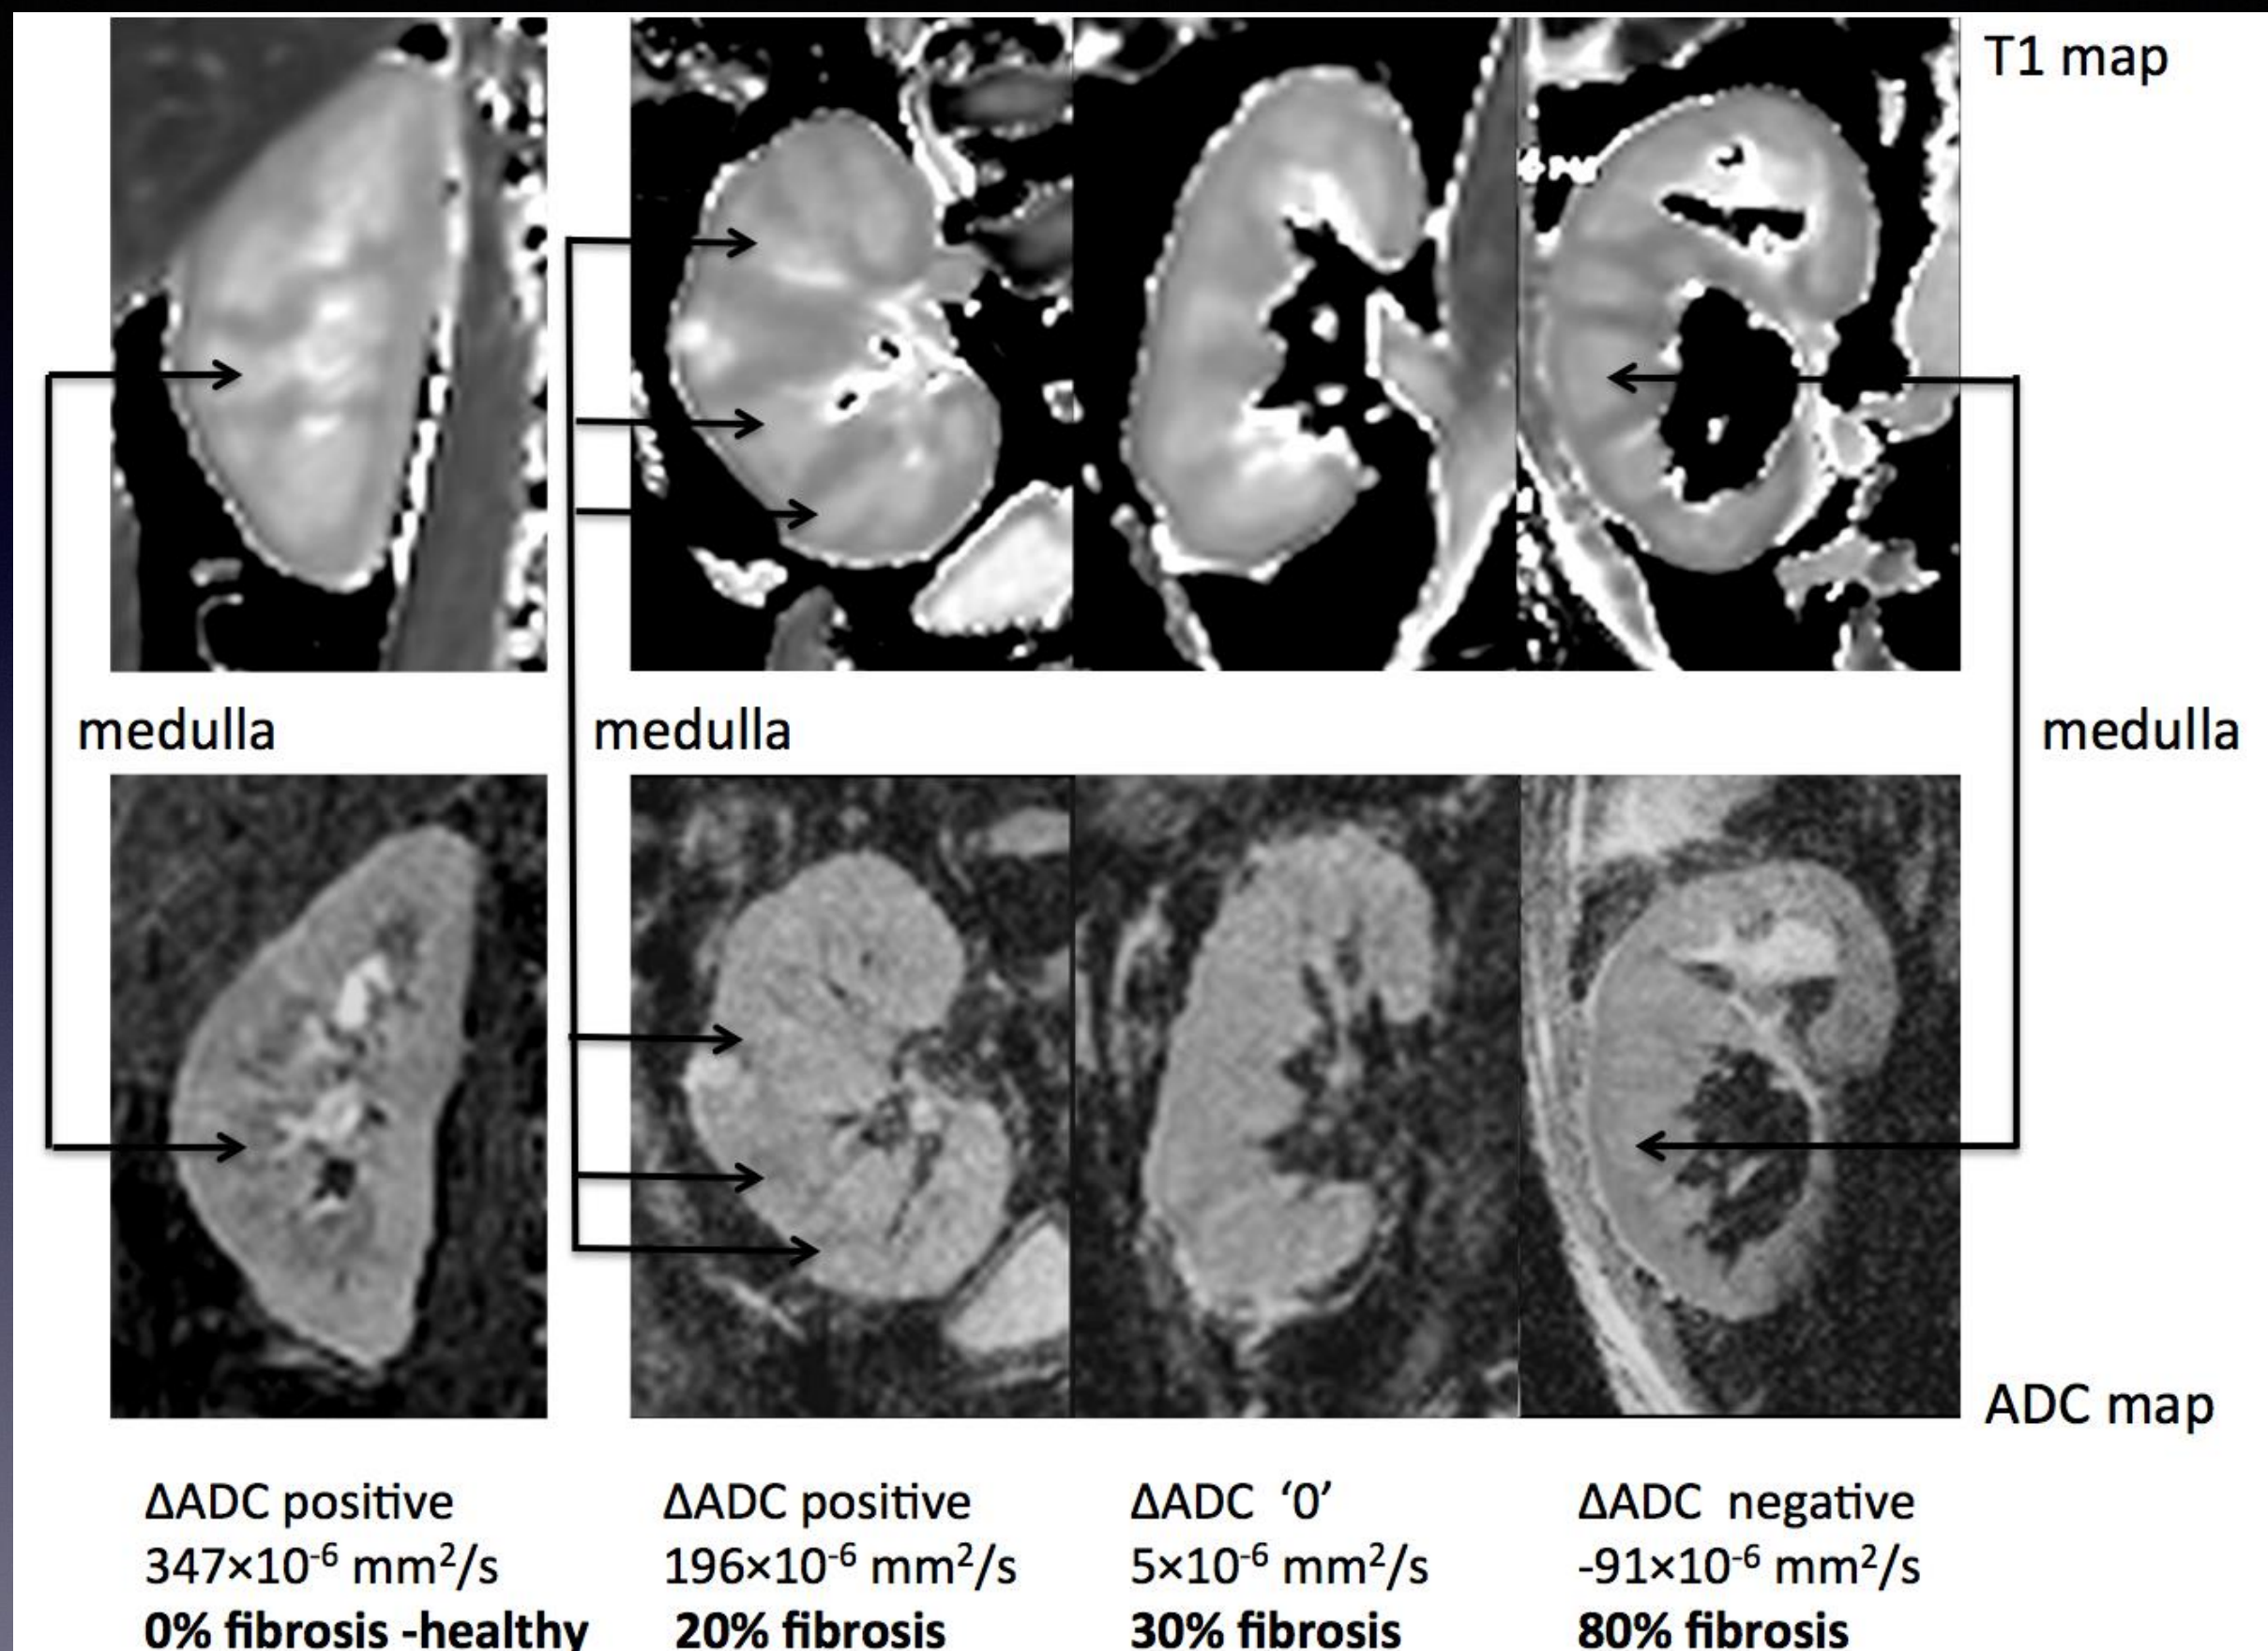 T1 map
medulla
medulla
medulla
ADC map
ΔADC positive
347×10⁻⁶ mm²/s
0% fibrosis -healthy
ΔADC positive
196×10⁻⁶ mm²/s
20% fibrosis
ΔADC ‘0’
5×10⁻⁶ mm²/s
30% fibrosis
ΔADC negative
-91×10⁻⁶ mm²/s
80% fibrosis